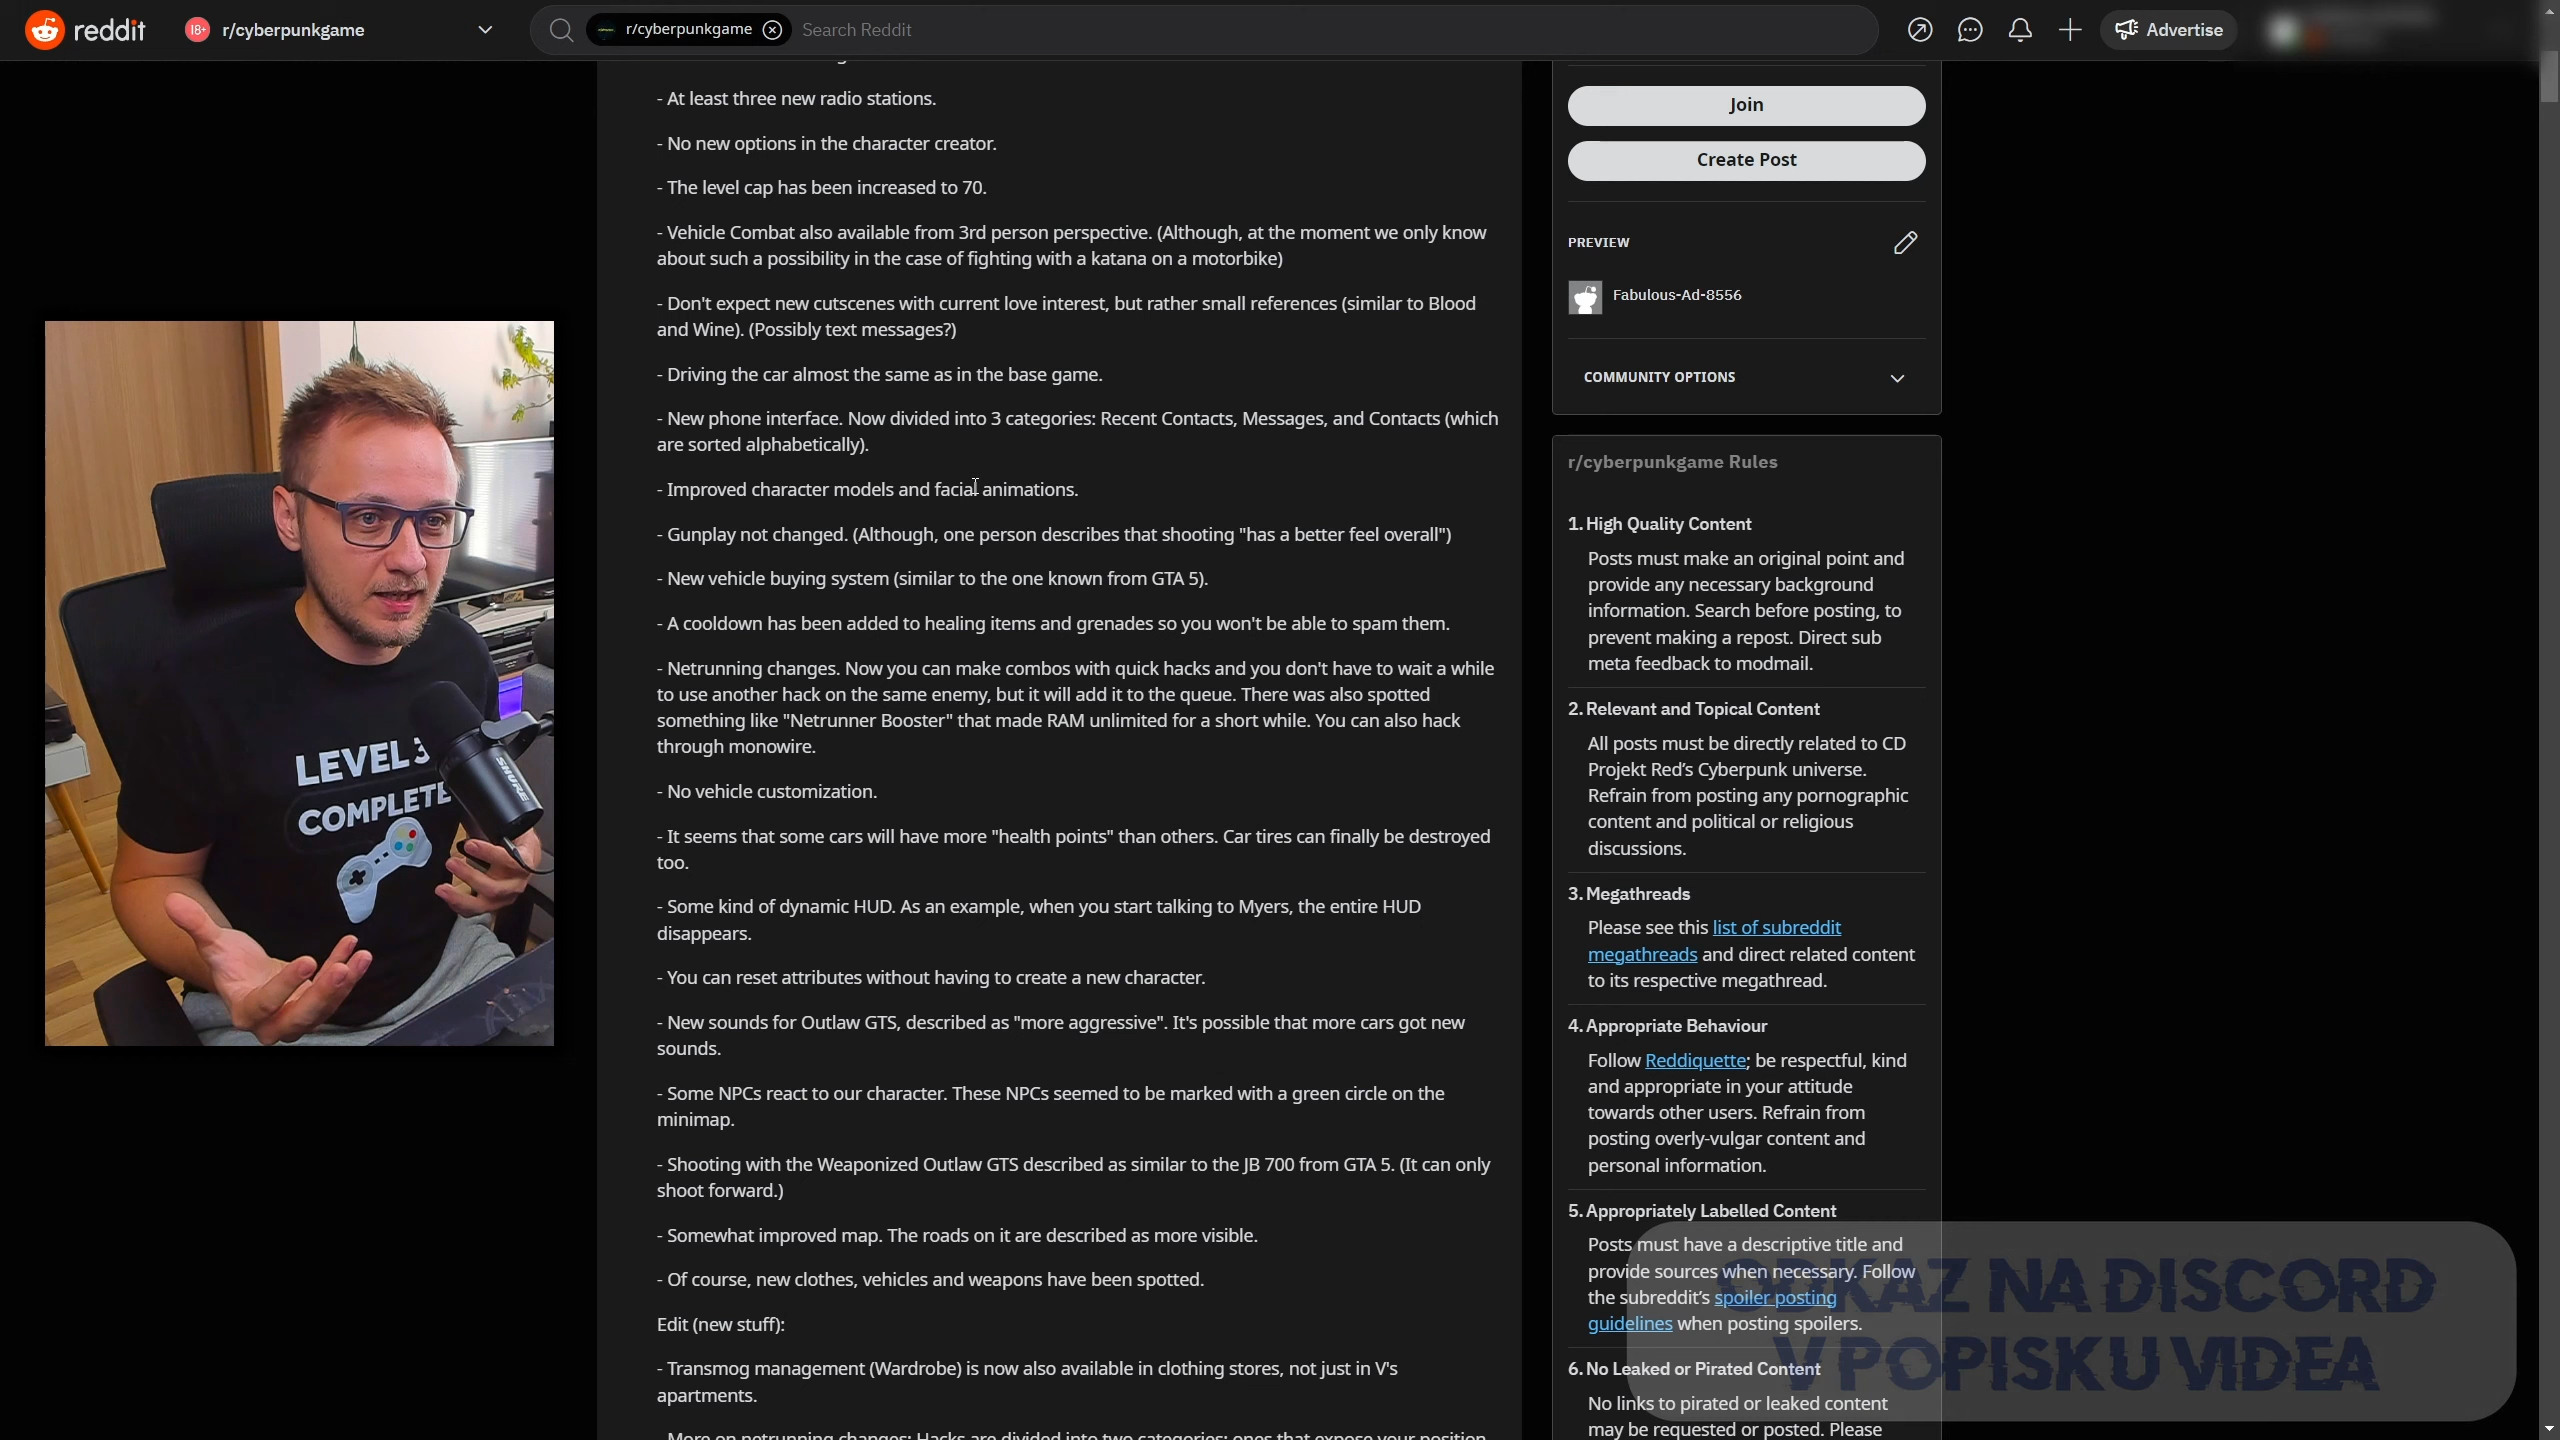 reddit
18+
r/cyberpunkgame
r/cyberpunkgame
Search Reddit
Advertise
- At least three new radio stations.
- No new options in the character creator.
- The level cap has been increased to 70.
- Vehicle Combat also available from 3rd person perspective. (Although, at the moment we only know
about such a possibility in the case of fighting with a katana on a motorbike)
- Don't expect new cutscenes with current love interest, but rather small references (similar to Blood
and Wine). (Possibly text messages?)
- Driving the car almost the same as in the base game.
- New phone interface. Now divided into 3 categories: Recent Contacts, Messages, and Contacts (which
are sorted alphabetically).
- Improved character models and facial animations.
- Gunplay not changed. (Although, one person describes that shooting "has a better feel overall")
- New vehicle buying system (similar to the one known from GTA 5).
- A cooldown has been added to healing items and grenades so you won't be able to spam them.
- Netrunning changes. Now you can make combos with quick hacks and you don't have to wait a while
to use another hack on the same enemy, but it will add it to the queue. There was also spotted
something like "Netrunner Booster" that made RAM unlimited for a short while. You can also hack
through monowire.
- No vehicle customization.
- It seems that some cars will have more "health points" than others. Car tires can finally be destroyed
too.
- Some kind of dynamic HUD. As an example, when you start talking to Myers, the entire HUD
disappears.
- You can reset attributes without having to create a new character.
- New sounds for Outlaw GTS, described as "more aggressive". It's possible that more cars got new
sounds.
- Some NPCs react to our character. These NPCs seemed to be marked with a green circle on the
minimap.
- Shooting with the Weaponized Outlaw GTS described as similar to the JB 700 from GTA 5. (It can only
shoot forward.)
- Somewhat improved map. The roads on it are described as more visible.
- Of course, new clothes, vehicles and weapons have been spotted.
Edit (new stuff):
- Transmog management (Wardrobe) is now also available in clothing stores, not just in V's
apartments.
- More on netrunning changes: Hacks are divided into two categories: ones that expose your position
Join
Create Post
PREVIEW
Fabulous-Ad-8556
COMMUNITY OPTIONS
r/cyberpunkgame Rules
1. High Quality Content
Posts must make an original point and
provide any necessary background
information. Search before posting, to
prevent making a repost. Direct sub
meta feedback to modmail.
2. Relevant and Topical Content
All posts must be directly related to CD
Projekt Red's Cyberpunk universe.
Refrain from posting any pornographic
content and political or religious
discussions.
3. Megathreads
Please see this list of subreddit
megathreads and direct related content
to its respective megathread.
4. Appropriate Behaviour
Follow Reddiquette; be respectful, kind
and appropriate in your attitude
towards other users. Refrain from
posting overly-vulgar content and
personal information.
5. Appropriately Labelled Content
Posts must have a descriptive title and
provide sources when necessary. Follow
the subreddit's spoiler posting
guidelines when posting spoilers.
6. No Leaked or Pirated Content
No links to pirated or leaked content
may be requested or posted. Please
LEVEL 3
COMPLETE
SHURE
ODKAZ NA DISCORD
V POPISKU VIDEA